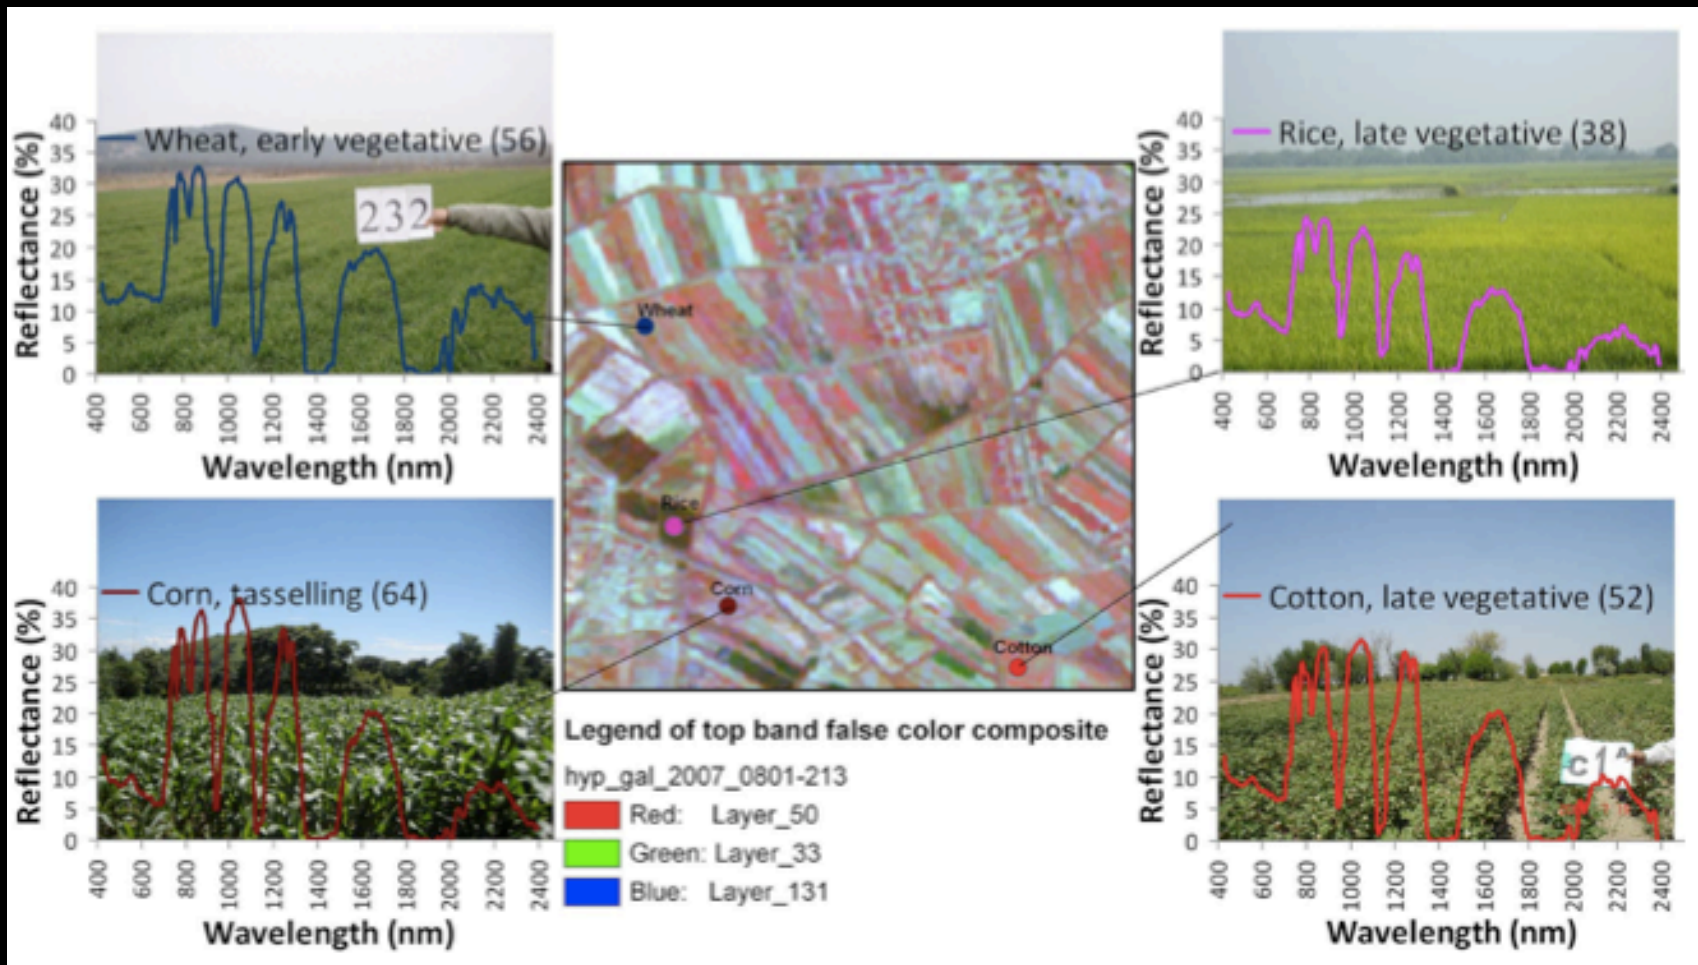 Wheat, early vegetative (56)
232
Reflectance (%)
40
35
30
25
20
15
10
5
0
400 600 800 1000 1200 1400 1600 1800 2000 2200 2400
Wavelength (nm)
Rice, late vegetative (38)
Reflectance (%)
40
35
30
25
20
15
10
5
0
400 600 800 1000 1200 1400 1600 1800 2000 2200 2400
Wavelength (nm)
Wheat
Rice
Corn
Cotton
Corn, tasselling (64)
Reflectance (%)
40
35
30
25
20
15
10
5
0
400 600 800 1000 1200 1400 1600 1800 2000 2200 2400
Wavelength (nm)
Legend of top band false color composite
hyp_gal_2007_0801-213
Red: Layer_50
Green: Layer_33
Blue: Layer_131
Cotton, late vegetative (52)
C1A
Reflectance (%)
40
35
30
25
20
15
10
5
0
400 600 800 1000 1200 1400 1600 1800 2000 2200 2400
Wavelength (nm)